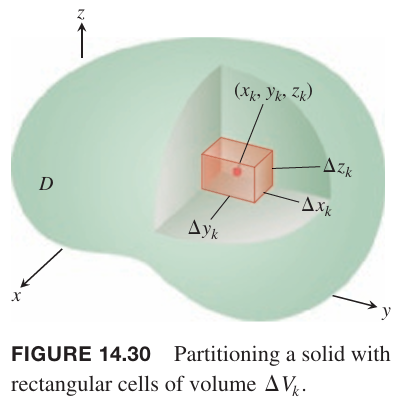 z
(xₖ, yₖ, zₖ)
D
Δzₖ
Δxₖ
Δyₖ
x
y
FIGURE 14.30 Partitioning a solid with
rectangular cells of volume ΔVₖ.